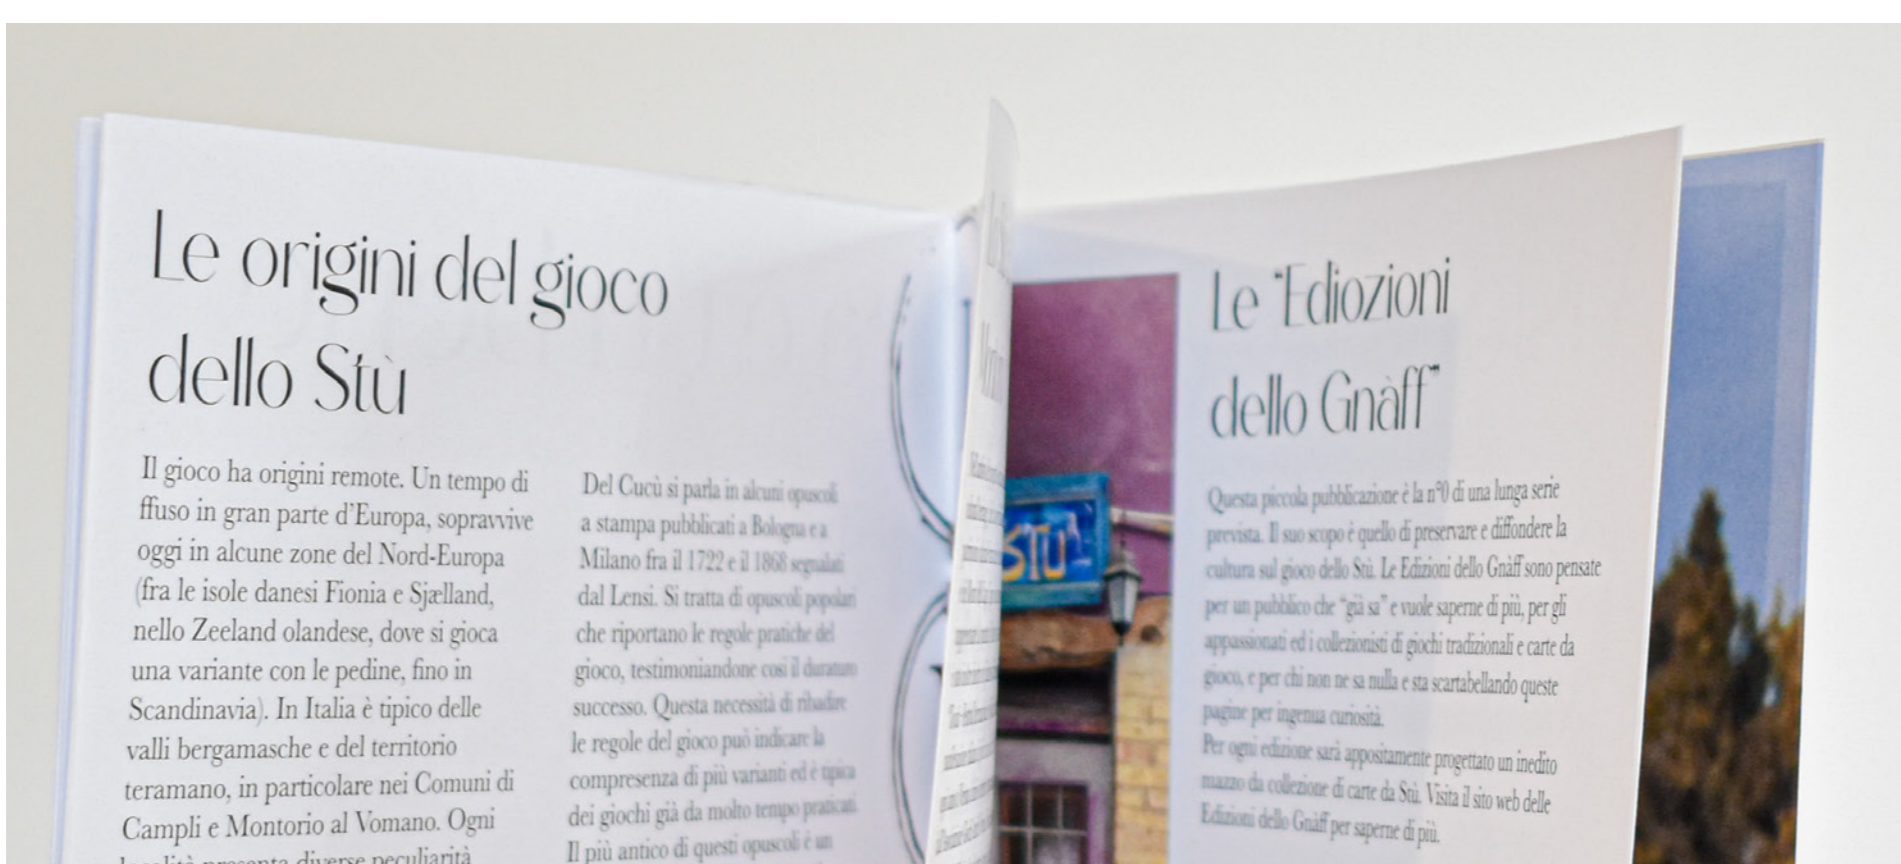 Le origini del gioco
dello Stù
Il gioco ha origini remote. Un tempo di
ffuso in gran parte d'Europa, sopravvive
oggi in alcune zone del Nord-Europa
(fra le isole danesi Fionia e Sjælland,
nello Zeeland olandese, dove si gioca
una variante con le pedine, fino in
Scandinavia). In Italia è tipico delle
valli bergamasche e del territorio
teramano, in particolare nei Comuni di
Campli e Montorio al Vomano. Ogni
località presenta diverse peculiarità
Del Cucù si parla in alcuni opuscoli
a stampa pubblicati a Bologna e a
Milano fra il 1722 e il 1868 segnalati
dal Lensi. Si tratta di opuscoli popolari
che riportano le regole pratiche del
gioco, testimoniandone così il duraturo
successo. Questa necessità di ribadire
le regole del gioco può indicare la
compresenza di più varianti ed è tipica
dei giochi già da molto tempo praticati.
Il più antico di questi opuscoli è un
STU
Le "Ediozioni
dello Gnàff"
Questa piccola pubblicazione è la n°0 di una lunga serie
prevista. Il suo scopo è quello di preservare e diffondere la
cultura sul gioco dello Stù. Le Edizioni dello Gnàff sono pensate
per un pubblico che "già sa" e vuole saperne di più, per gli
appassionati ed i collezionisti di giochi tradizionali e carte da
gioco, e per chi non ne sa nulla e sta scartabellando queste
pagine per ingenua curiosità.
Per ogni edizione sarà appositamente progettato un inedito
mazzo da collezione di carte da Stù. Visita il sito web delle
Edizioni dello Gnàff per saperne di più.